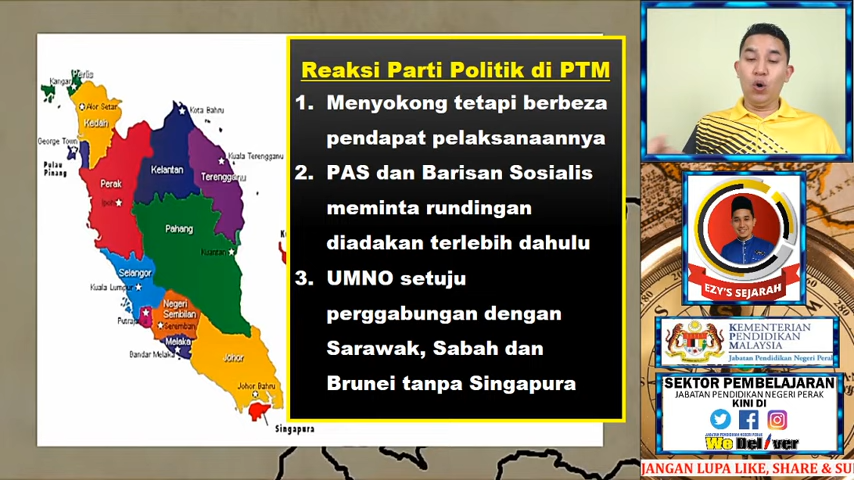 Reaksi Parti Politik di PTM
1. Menyokong tetapi berbeza
pendapat pelaksanaannya
2. PAS dan Barisan Sosialis
meminta rundingan
diadakan terlebih dahulu
3. UMNO setuju
perggabungan dengan
Sarawak, Sabah dan
Brunei tanpa Singapura
Perlis
Kangar
Alor Setar
Kedah
George Town
Pulau
Pinang
Perak
Ipoh
Kota Bahru
Kelantan
Kuala Terengganu
Terengganu
Pahang
Kuantan
Selangor
Kuala Lumpur
Putrajaya
Negeri
Sembilan
Seremban
Melaka
Bandar Melaka
Johor
Johor Bahru
Singapura
EZY'S SEJARAH
KEMENTERIAN
PENDIDIKAN
MALAYSIA
Jabatan Pendidikan Negeri Perak
SEKTOR PEMBELAJARAN
JABATAN PENDIDIKAN NEGERI PERAK
KINI DI
We Deliver
JANGAN LUPA LIKE, SHARE & SU